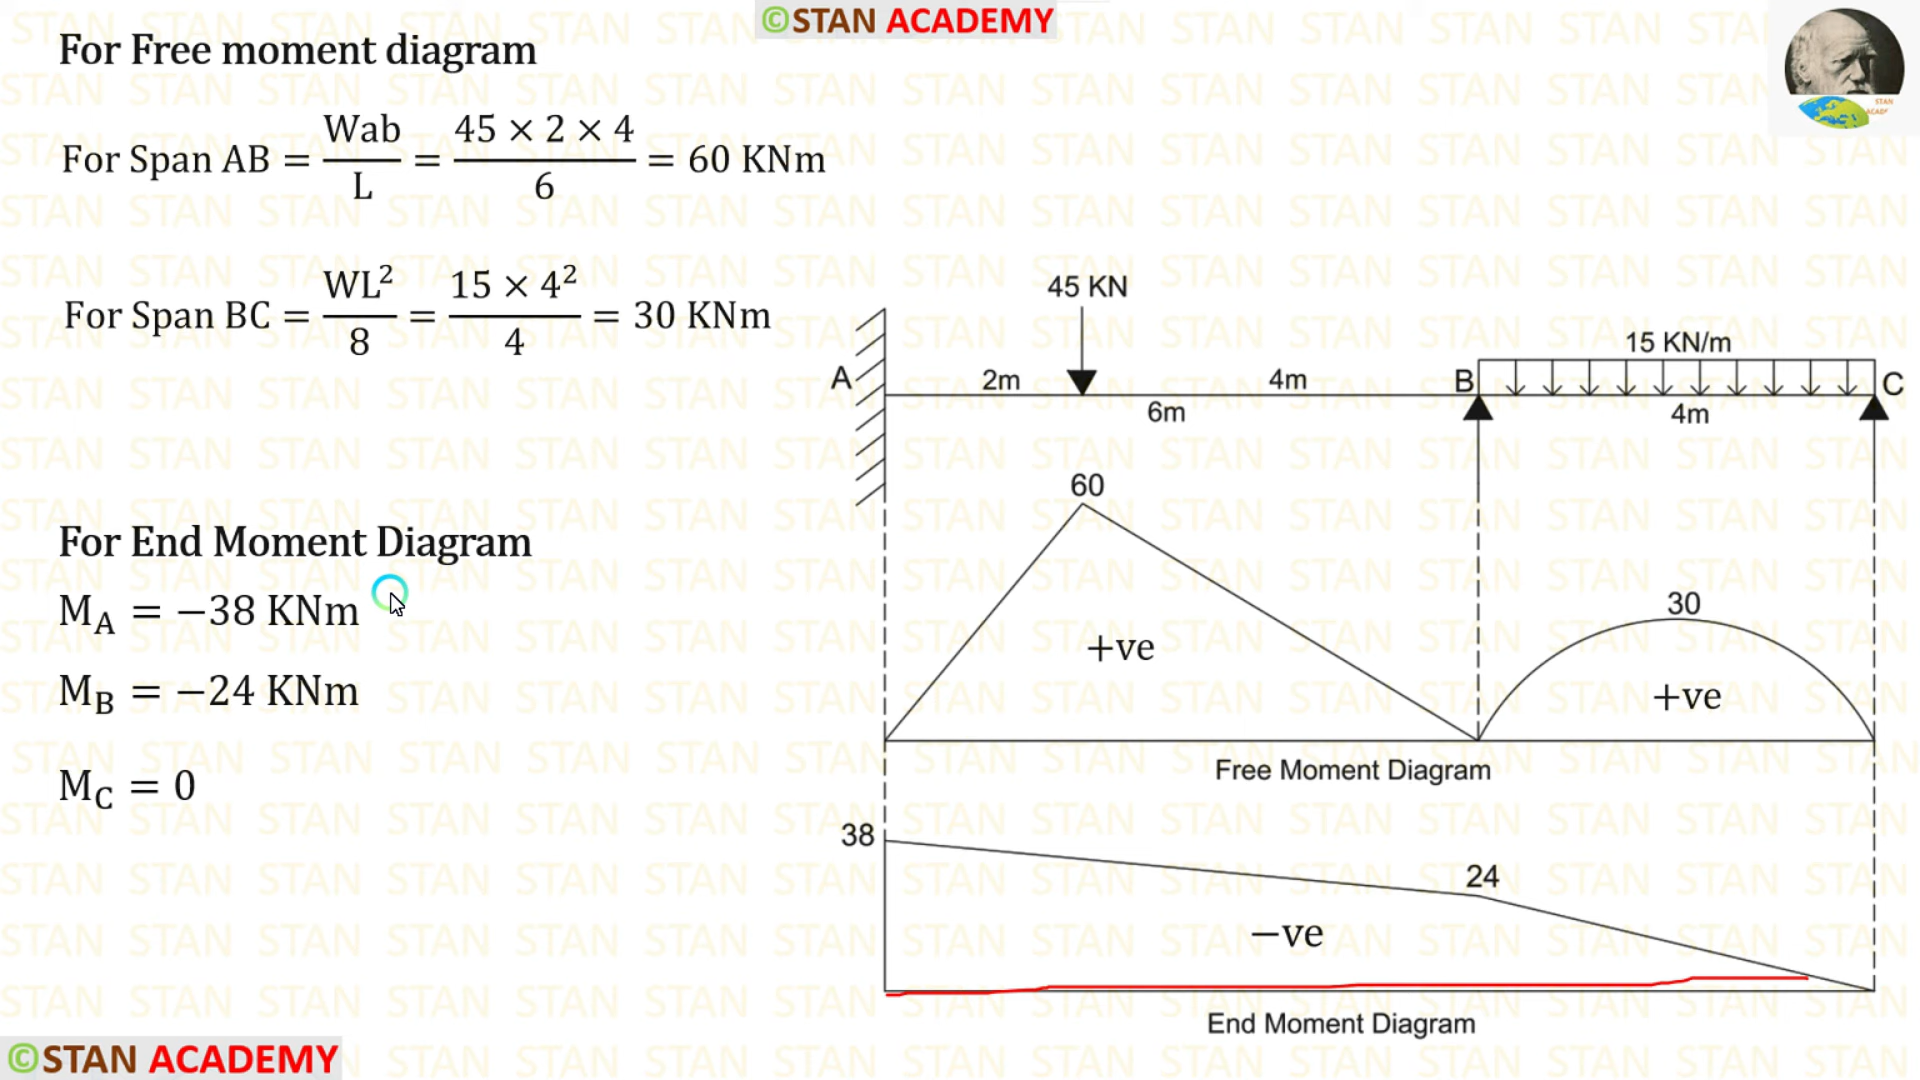 ©STAN ACADEMY
For Free moment diagram
For Span AB = Wab / L = 45 × 2 × 4 / 6 = 60 KNm
For Span BC = WL² / 8 = 15 × 4² / 4 = 30 KNm
For End Moment Diagram
M_A = −38 KNm
M_B = −24 KNm
M_C = 0
45 KN
15 KN/m
A
2m
4m
B
C
6m
4m
60
30
+ve
+ve
Free Moment Diagram
38
24
−ve
End Moment Diagram
©STAN ACADEMY